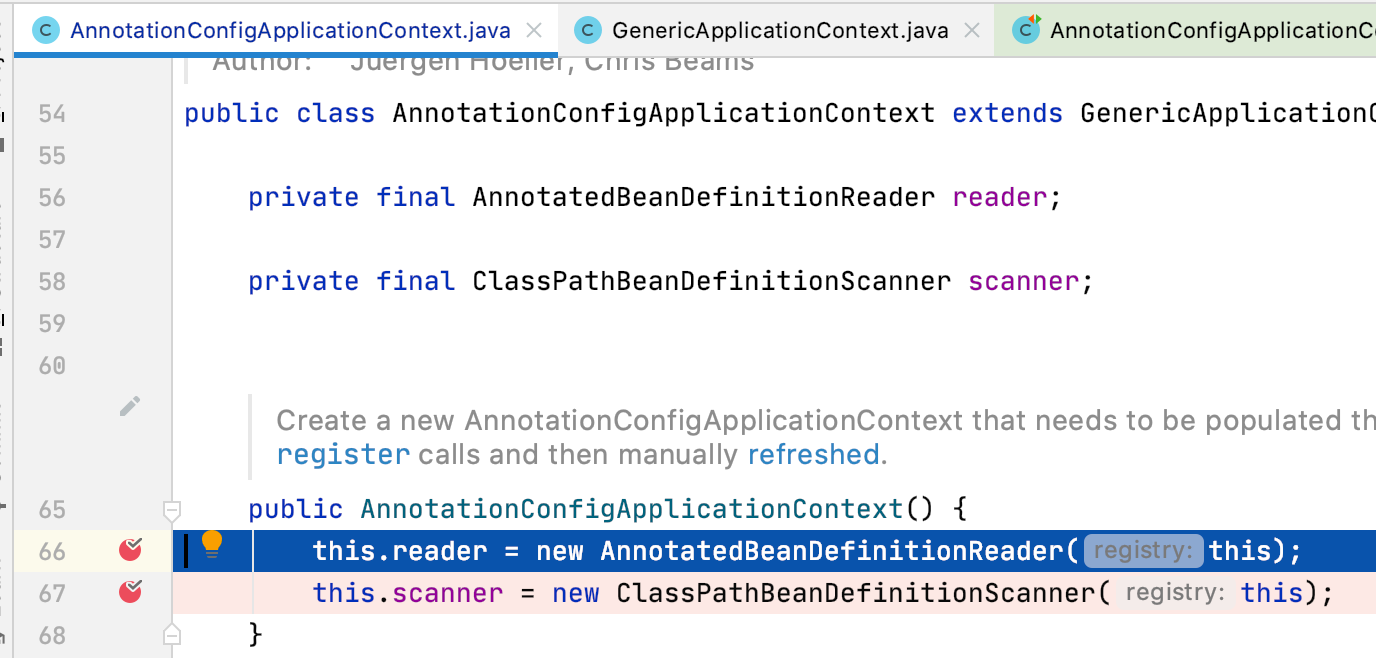 C AnnotationConfigApplicationContext.java C GenericApplicationContext.java C AnnotationConfigApplicationC
Author: Juergen Hoeller, Chris Beams
54 public class AnnotationConfigApplicationContext extends GenericApplicationC
55
56 private final AnnotatedBeanDefinitionReader reader;
57
58 private final ClassPathBeanDefinitionScanner scanner;
59
60
Create a new AnnotationConfigApplicationContext that needs to be populated th
register calls and then manually refreshed.
65 public AnnotationConfigApplicationContext() {
66 this.reader = new AnnotatedBeanDefinitionReader( registry: this);
67 this.scanner = new ClassPathBeanDefinitionScanner( registry: this);
68 }